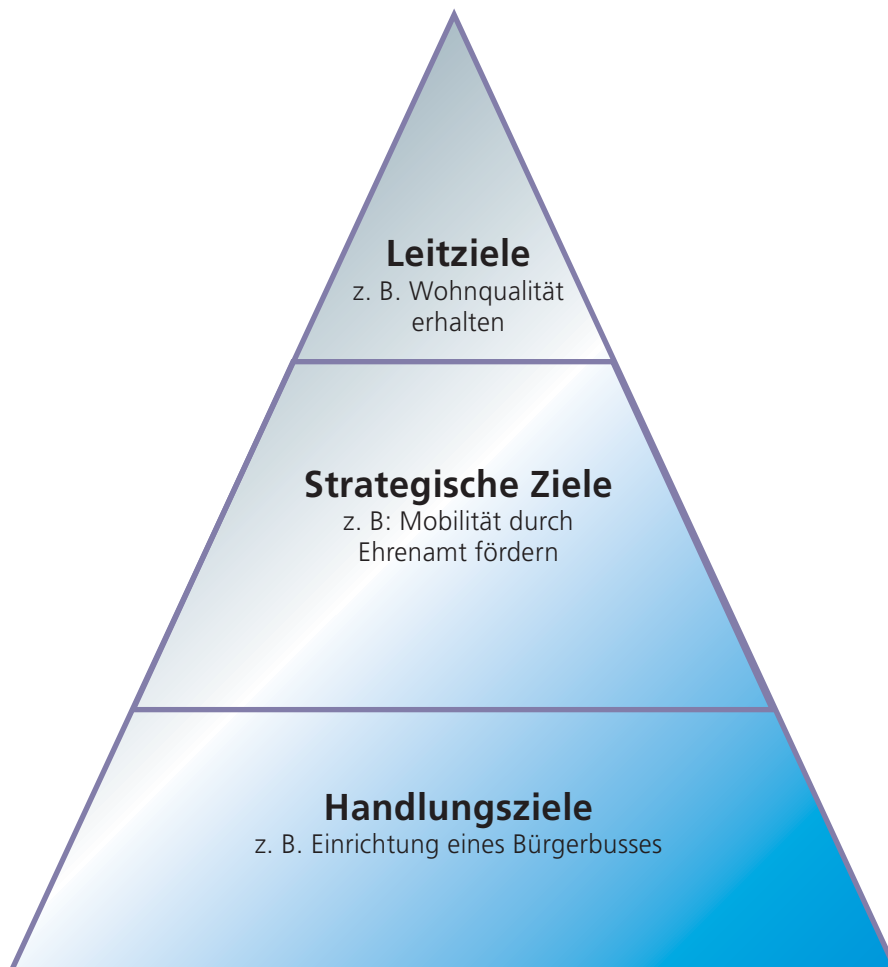 Leitziele
z. B. Wohnqualität
erhalten
Strategische Ziele
z. B: Mobilität durch
Ehrenamt fördern
Handlungsziele
z. B. Einrichtung eines Bürgerbusses